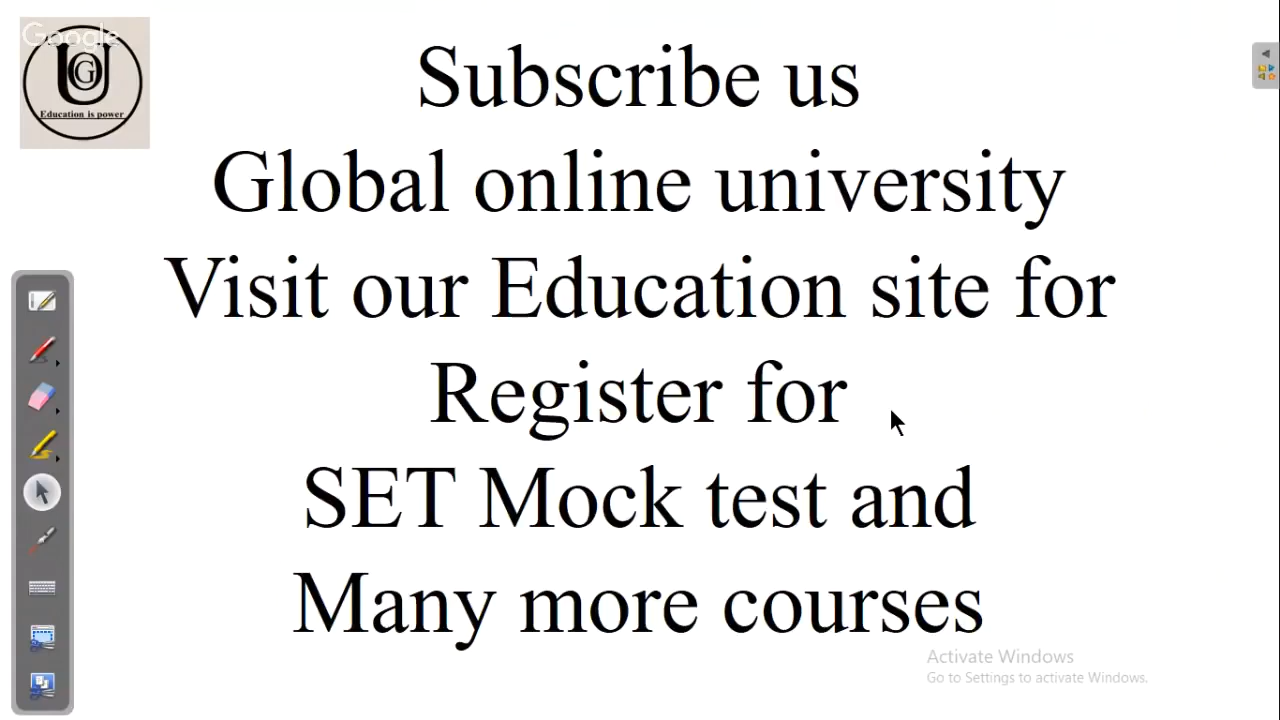 Google
UOG
Education is power
Subscribe us
Global online university
Visit our Education site for
Register for
SET Mock test and
Many more courses
Activate Windows
Go to Settings to activate Windows.